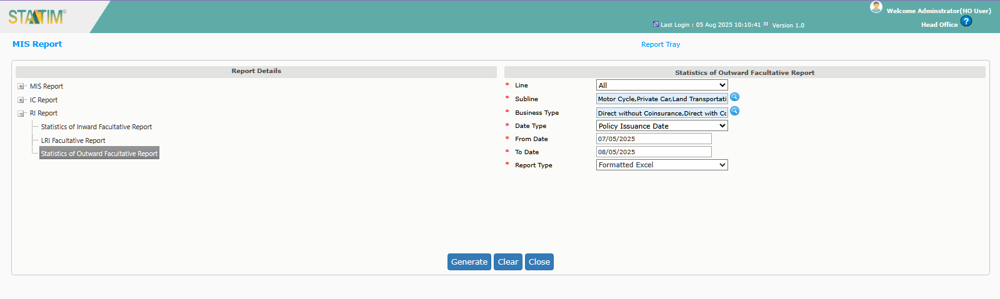 STAATIM®
Welcome Adminstrator(HO User)
Last Login : 05 Aug 2025 10:10:41 Version 1.0
Head Office ?
MIS Report
Report Tray
Report Details
MIS Report
IC Report
RI Report
Statistics of Inward Facultative Report
LRI Facultative Report
Statistics of Outward Facultative Report
Statistics of Outward Facultative Report
* Line All
* Subline Motor Cycle,Private Car,Land Transportati
* Business Type Direct without Coinsurance,Direct with Co
* Date Type Policy Issuance Date
* From Date 07/05/2025
* To Date 08/05/2025
* Report Type Formatted Excel
Generate Clear Close